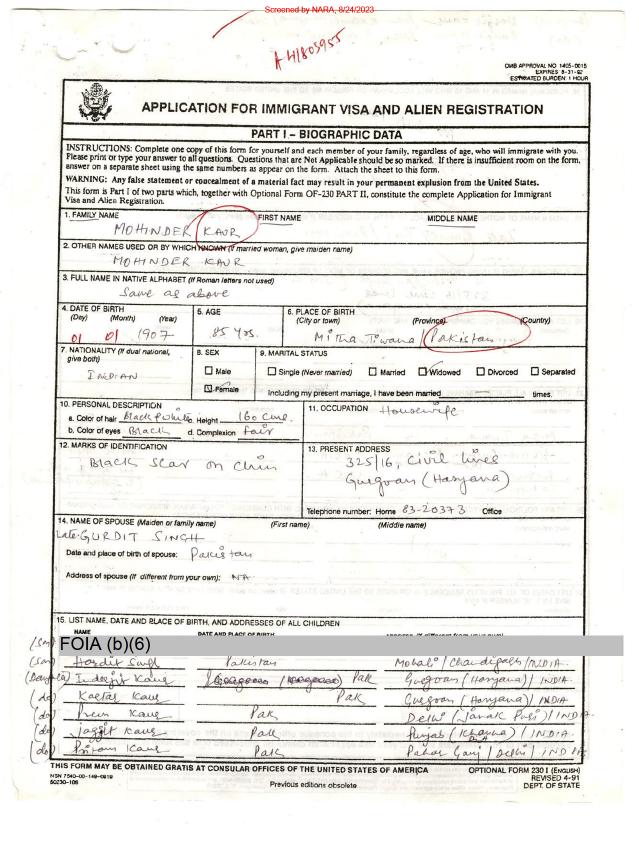 Screened by NARA, 8/24/2023
A41803955
OMB APPROVAL NO 1405-0015
EXPIRES 8-31-92
ESTIMATED BURDEN: 1 HOUR
APPLICATION FOR IMMIGRANT VISA AND ALIEN REGISTRATION
PART I – BIOGRAPHIC DATA
INSTRUCTIONS: Complete one copy of this form for yourself and each member of your family, regardless of age, who will immigrate with you.
Please print or type your answer to all questions. Questions that are Not Applicable should be so marked. If there is insufficient room on the form,
answer on a separate sheet using the same numbers as appear on the form. Attach the sheet to this form.
WARNING: Any false statement or concealment of a material fact may result in your permanent explusion from the United States.
This form is Part I of two parts which, together with Optional Form OF-230 PART II, constitute the complete Application for Immigrant
Visa and Alien Registration.
1. FAMILY NAME FIRST NAME MIDDLE NAME
MOHINDER KAUR
2. OTHER NAMES USED OR BY WHICH KNOWN (If married woman, give maiden name)
MOHINDER KAUR
3. FULL NAME IN NATIVE ALPHABET (If Roman letters not used)
Same as above
4. DATE OF BIRTH 5. AGE 6. PLACE OF BIRTH
(Day) (Month) (Year) (City or town) (Province) (Country)
01 01 1907 85 Yrs. Mitha Tiwana / Pakistan
7. NATIONALITY (If dual national, give both) 8. SEX 9. MARITAL STATUS
INDIAN Male Single (Never married) Married Widowed Divorced Separated
Female Including my present marriage, I have been married times.
10. PERSONAL DESCRIPTION 11. OCCUPATION Housewife
a. Color of hair Black & white c. Height 160 Cms.
b. Color of eyes Black d. Complexion fair
12. MARKS OF IDENTIFICATION 13. PRESENT ADDRESS
Black Scar on Chin 325/16, Civil lines
Gurgoan (Haryana)
Telephone number: Home 83-20373 Office
14. NAME OF SPOUSE (Maiden or family name) (First name) (Middle name)
Late. GURDIT SINGH
Date and place of birth of spouse: Pakistan
Address of spouse (If different from your own): NA
15. LIST NAME, DATE AND PLACE OF BIRTH, AND ADDRESSES OF ALL CHILDREN
NAME DATE AND PLACE OF BIRTH
(Son) FOIA (b)(6)
(Son) Hardit Singh Pakistan Mohali / Chandigarh / INDIA.
Inderjit Kaur Pak Gurgoan (Haryana) / INDIA
(do) Kartar Kaur Pak Gurgoan (Haryana) / INDIA
(do) Prem Kaur Pak Delhi (Janak Puri) / INDIA.
(do) Jagjit Kaur Pak Punjab (Khanna) / INDIA.
(do) Pritam Kaur Pak Pahar Ganj / Delhi / INDIA
THIS FORM MAY BE OBTAINED GRATIS AT CONSULAR OFFICES OF THE UNITED STATES OF AMERICA OPTIONAL FORM 230 I (ENGLISH)
NSN 7540-00-149-0919 REVISED 4-91
50230-106 Previous editions obsolete DEPT. OF STATE